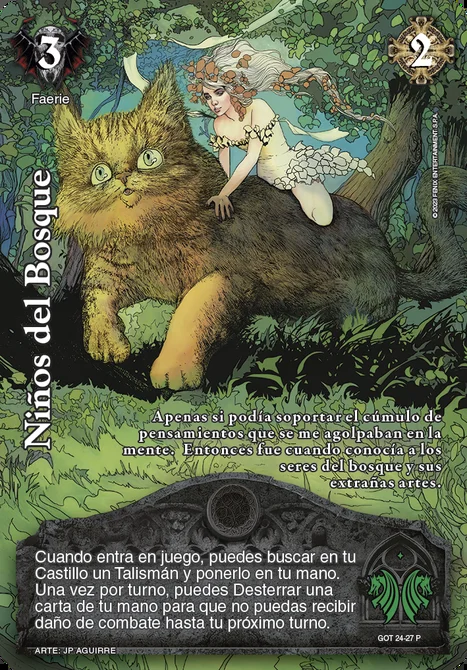 3
2
Faerie
© 2023 FENIX ENTERTAINMENT S.P.A
Niños del Bosque
Apenas si podía soportar el cúmulo de
pensamientos que se me agolpaban en la
mente. Entonces fue cuando conocía a los
seres del bosque y sus
extrañas artes.
Cuando entra en juego, puedes buscar en tu
Castillo un Talismán y ponerlo en tu mano.
Una vez por turno, puedes Desterrar una
carta de tu mano para que no puedas recibir
daño de combate hasta tu próximo turno.
GOT 24-27 P
ARTE: JP AGUIRRE